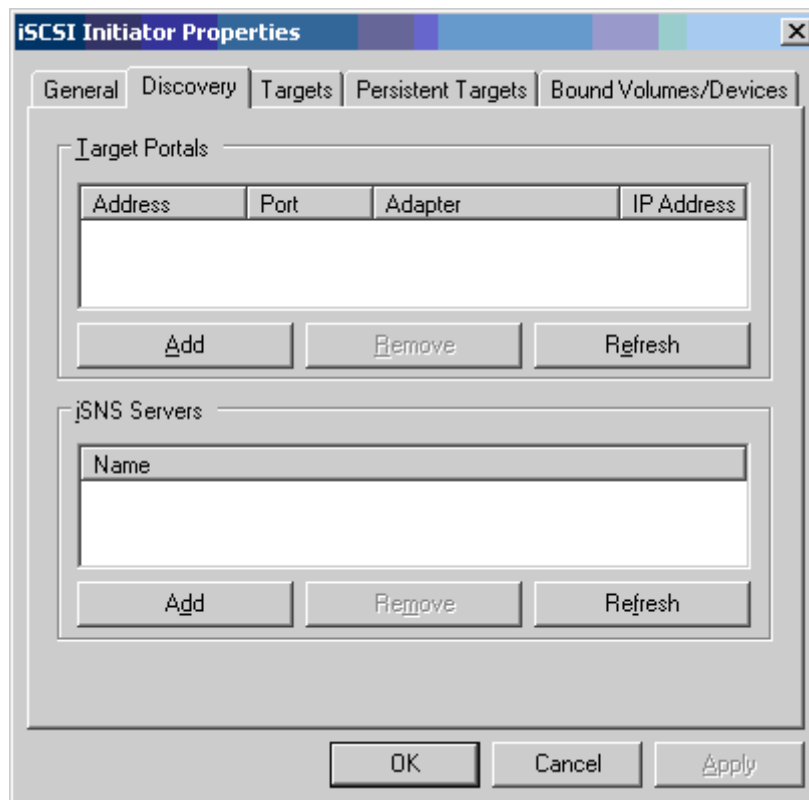 iSCSI Initiator Properties
General Discovery Targets Persistent Targets Bound Volumes/Devices
Target Portals
Address Port Adapter IP Address
Add Remove Refresh
iSNS Servers
Name
Add Remove Refresh
OK Cancel Apply